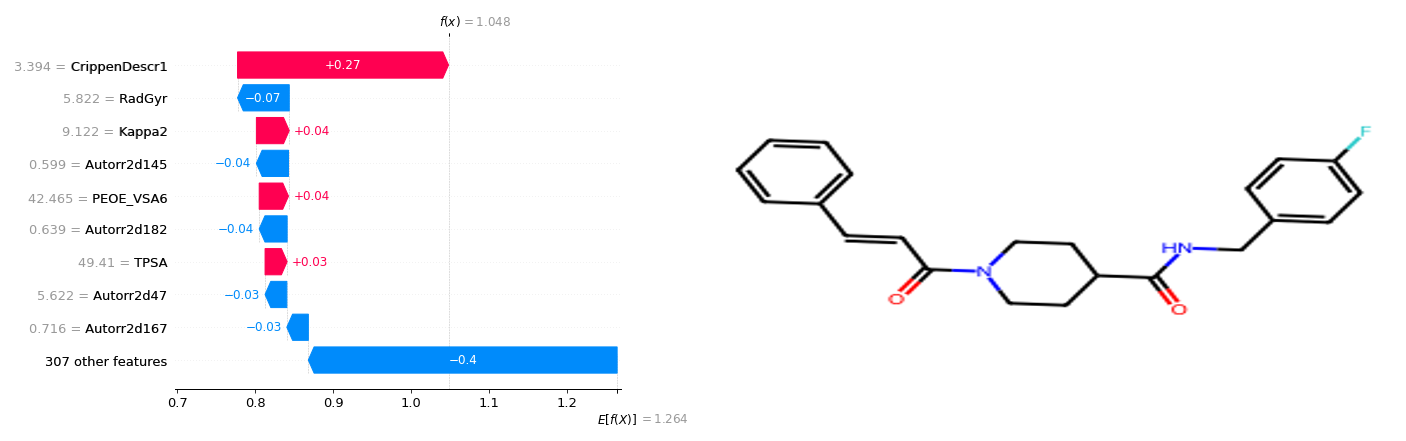 f(x) = 1.048
3.394 = CrippenDescr1 +0.27
5.822 = RadGyr −0.07
9.122 = Kappa2 +0.04
0.599 = Autorr2d145 −0.04
42.465 = PEOE_VSA6 +0.04
0.639 = Autorr2d182 −0.04
49.41 = TPSA +0.03
5.622 = Autorr2d47 −0.03
0.716 = Autorr2d167 −0.03
307 other features −0.4
0.7 0.8 0.9 1.0 1.1 1.2
E[f(X)] = 1.264
F
HN
N
O
O